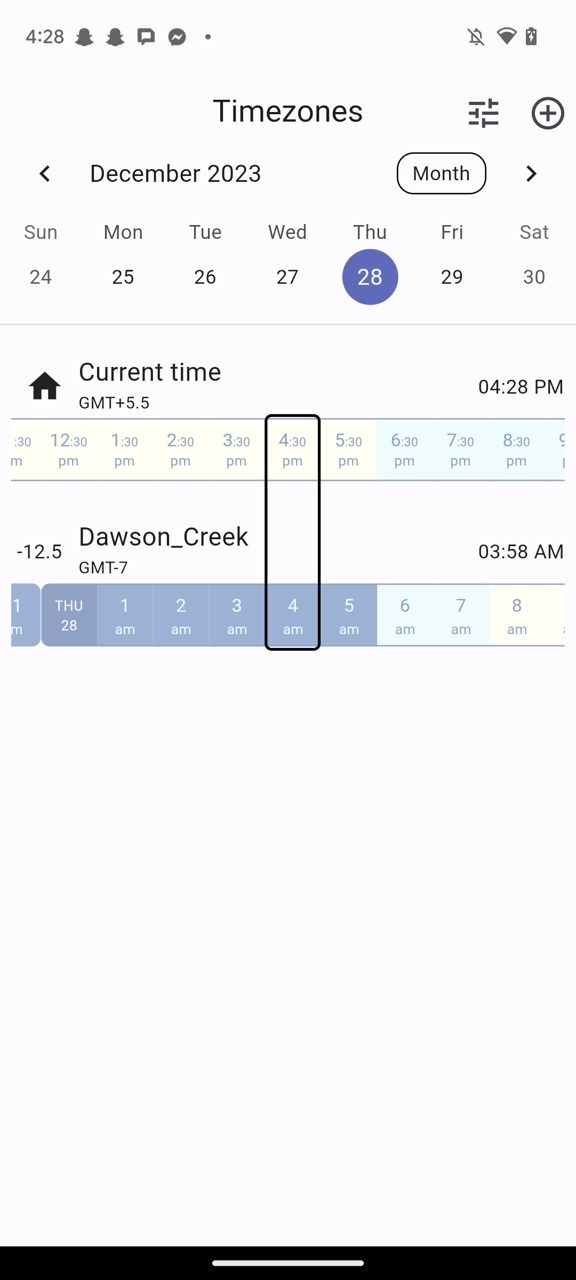 4:28
Timezones
December 2023 Month
Sun Mon Tue Wed Thu Fri Sat
24 25 26 27 28 29 30
Current time
GMT+5.5
04:28 PM
:30 12:30 1:30 2:30 3:30 4:30 5:30 6:30 7:30 8:30 9
m pm pm pm pm pm pm pm pm pm
-12.5
Dawson_Creek
GMT-7
03:58 AM
1 THU 1 2 3 4 5 6 7 8
m 28 am am am am am am am am